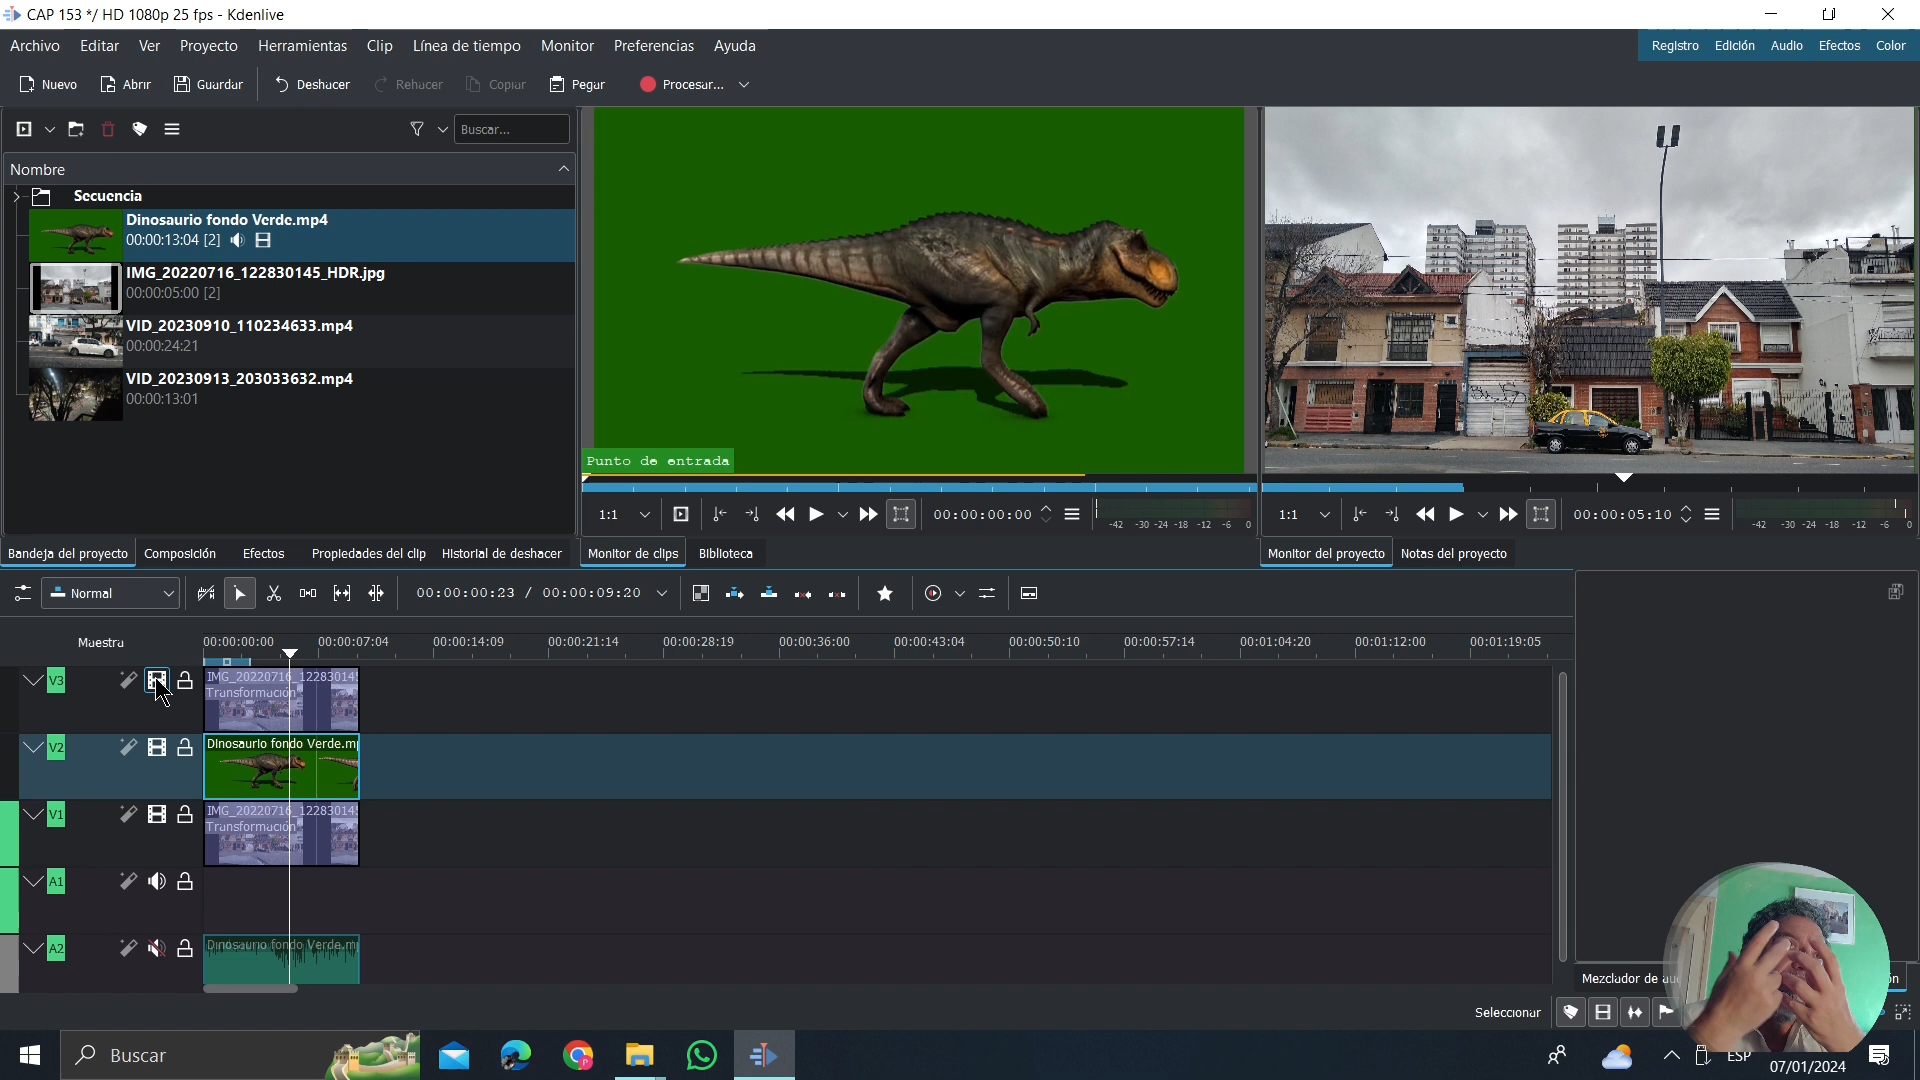 CAP 153 */ HD 1080p 25 fps - Kdenlive
Archivo Editar Ver Proyecto Herramientas Clip Línea de tiempo Monitor Preferencias Ayuda
Registro Edición Audio Efectos Color
Nuevo Abrir Guardar Deshacer Rehacer Copiar Pegar Procesar...
Buscar...
Nombre
Secuencia
Dinosaurio fondo Verde.mp4
00:00:13:04 [2]
IMG_20220716_122830145_HDR.jpg
00:00:05:00 [2]
VID_20230910_110234633.mp4
00:00:24:21
VID_20230913_203033632.mp4
00:00:13:01
Punto de entrada
1:1 00:00:00:00 -42 -30 -24 -18 -12 -6 0
1:1 00:00:05:10 -42 -30 -24 -18 -12 -6 0
Bandeja del proyecto Composición Efectos Propiedades del clip Historial de deshacer
Monitor de clips Biblioteca
Monitor del proyecto Notas del proyecto
Normal 00:00:00:23 / 00:00:09:20
Maestra 00:00:00:00 00:00:07:04 00:00:14:09 00:00:21:14 00:00:28:19 00:00:36:00 00:00:43:04 00:00:50:10 00:00:57:14 00:01:04:20 00:01:12:00 00:01:19:05
V3 IMG_20220716_12283014
Transformación
V2 Dinosaurio fondo Verde.m
V1 IMG_20220716_12283014
Transformación
A1
A2 Dinosaurio fondo Verde.m
Mezclador de au
Seleccionar
Buscar
ESP
07/01/2024